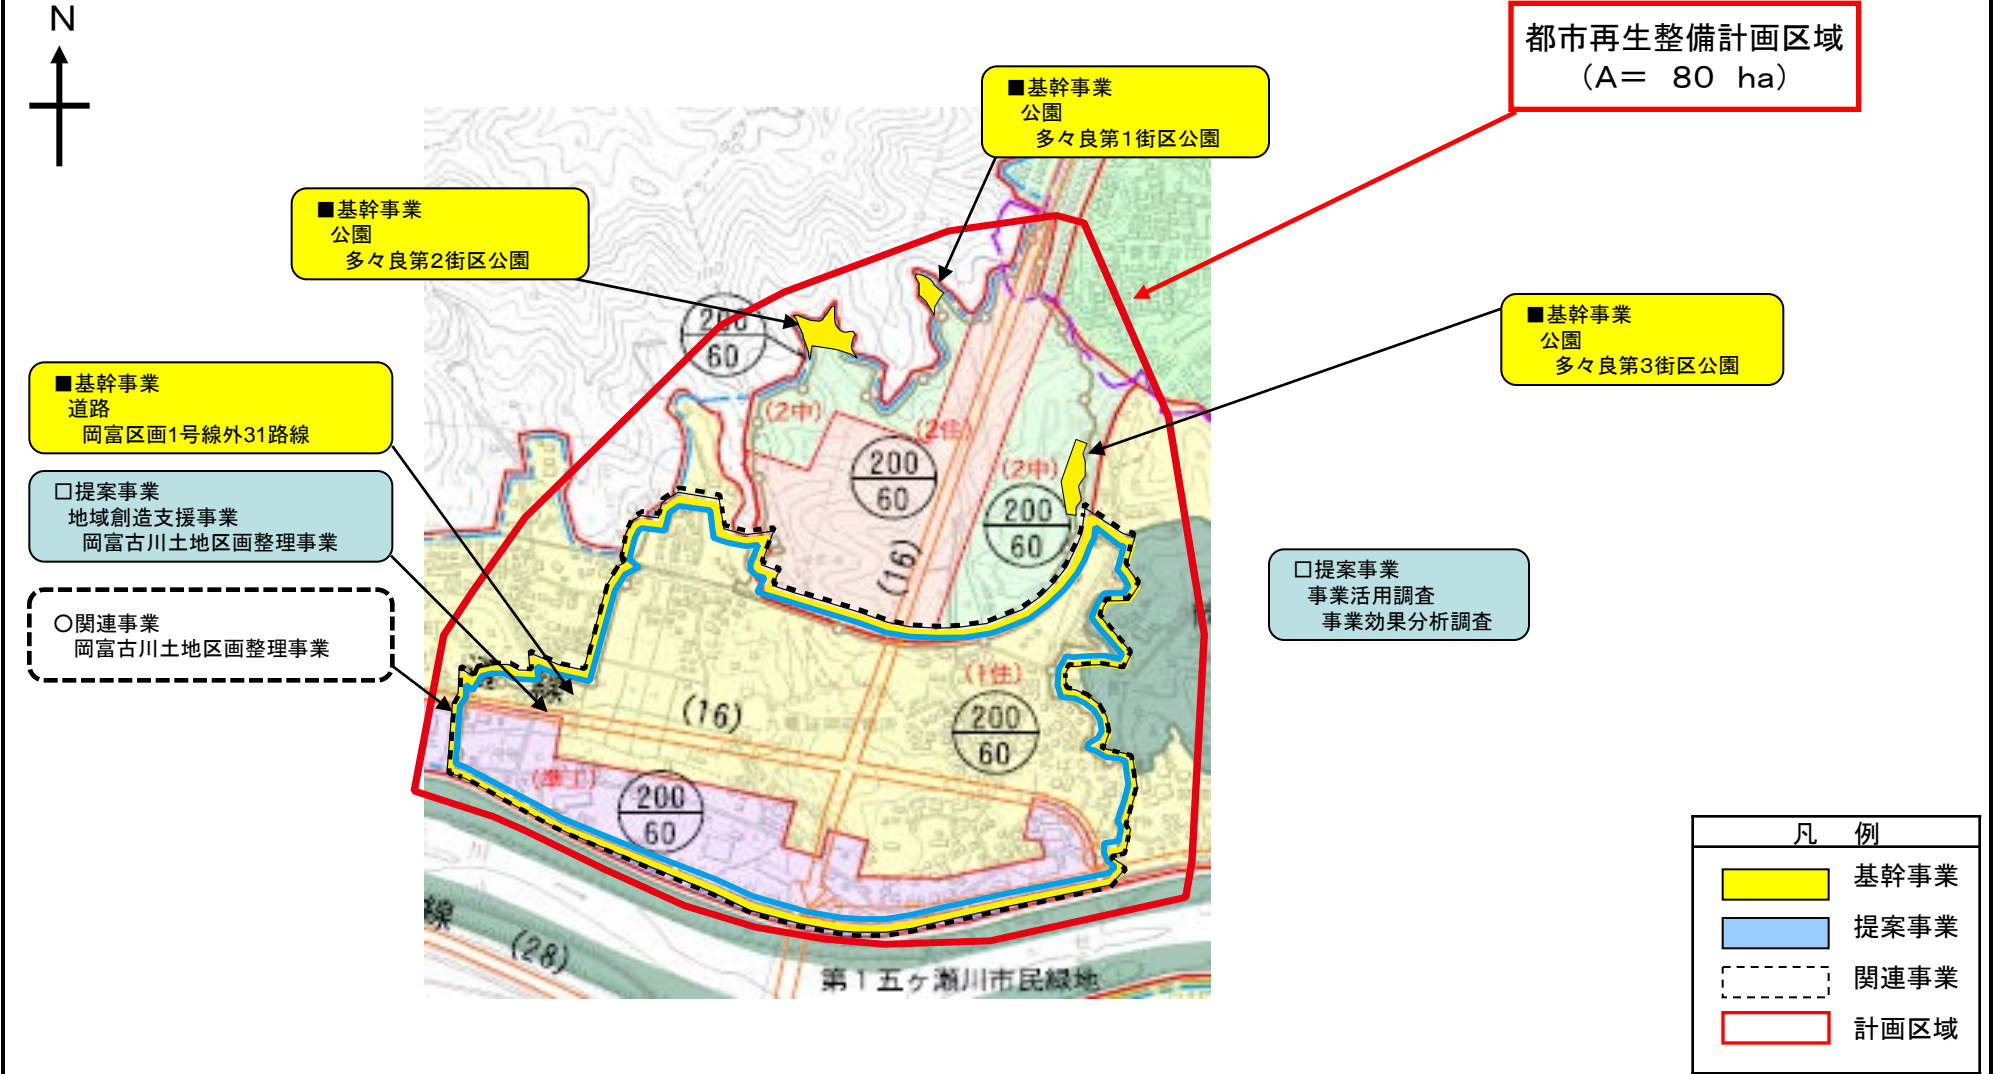 N
都市再生整備計画区域
（A＝ 80 ha）
■基幹事業
公園
多々良第1街区公園
■基幹事業
公園
多々良第2街区公園
■基幹事業
公園
多々良第3街区公園
■基幹事業
道路
岡富区画1号線外31路線
□提案事業
地域創造支援事業
岡富古川土地区画整理事業
○関連事業
岡富古川土地区画整理事業
□提案事業
事業活用調査
事業効果分析調査
200
60
(2中)
(2住)
200
60
(2中)
200
60
(16)
(16)
(1住)
200
60
(準工)
200
60
線
線
(28)
第1五ヶ瀬川市民緑地
凡 例
基幹事業
提案事業
関連事業
計画区域